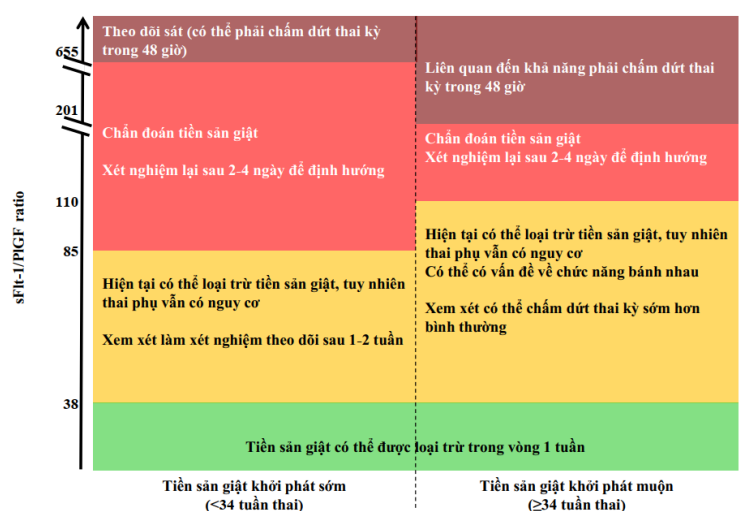 Theo dõi sát (có thể phải chấm dứt thai kỳ
trong 48 giờ)
655
Liên quan đến khả năng phải chấm dứt thai
kỳ trong 48 giờ
201
Chẩn đoán tiền sản giật
Xét nghiệm lại sau 2-4 ngày để định hướng
Chẩn đoán tiền sản giật
Xét nghiệm lại sau 2-4 ngày để định hướng
110
85
sFlt-1/PlGF ratio
Hiện tại có thể loại trừ tiền sản giật, tuy nhiên
thai phụ vẫn có nguy cơ
Xem xét làm xét nghiệm theo dõi sau 1-2 tuần
Hiện tại có thể loại trừ tiền sản giật, tuy nhiên
thai phụ vẫn có nguy cơ
Có thể có vấn đề về chức năng bánh nhau
Xem xét có thể chấm dứt thai kỳ sớm hơn
bình thường
38
Tiền sản giật có thể được loại trừ trong vòng 1 tuần
Tiền sản giật khởi phát sớm
(<34 tuần thai)
Tiền sản giật khởi phát muộn
(≥34 tuần thai)